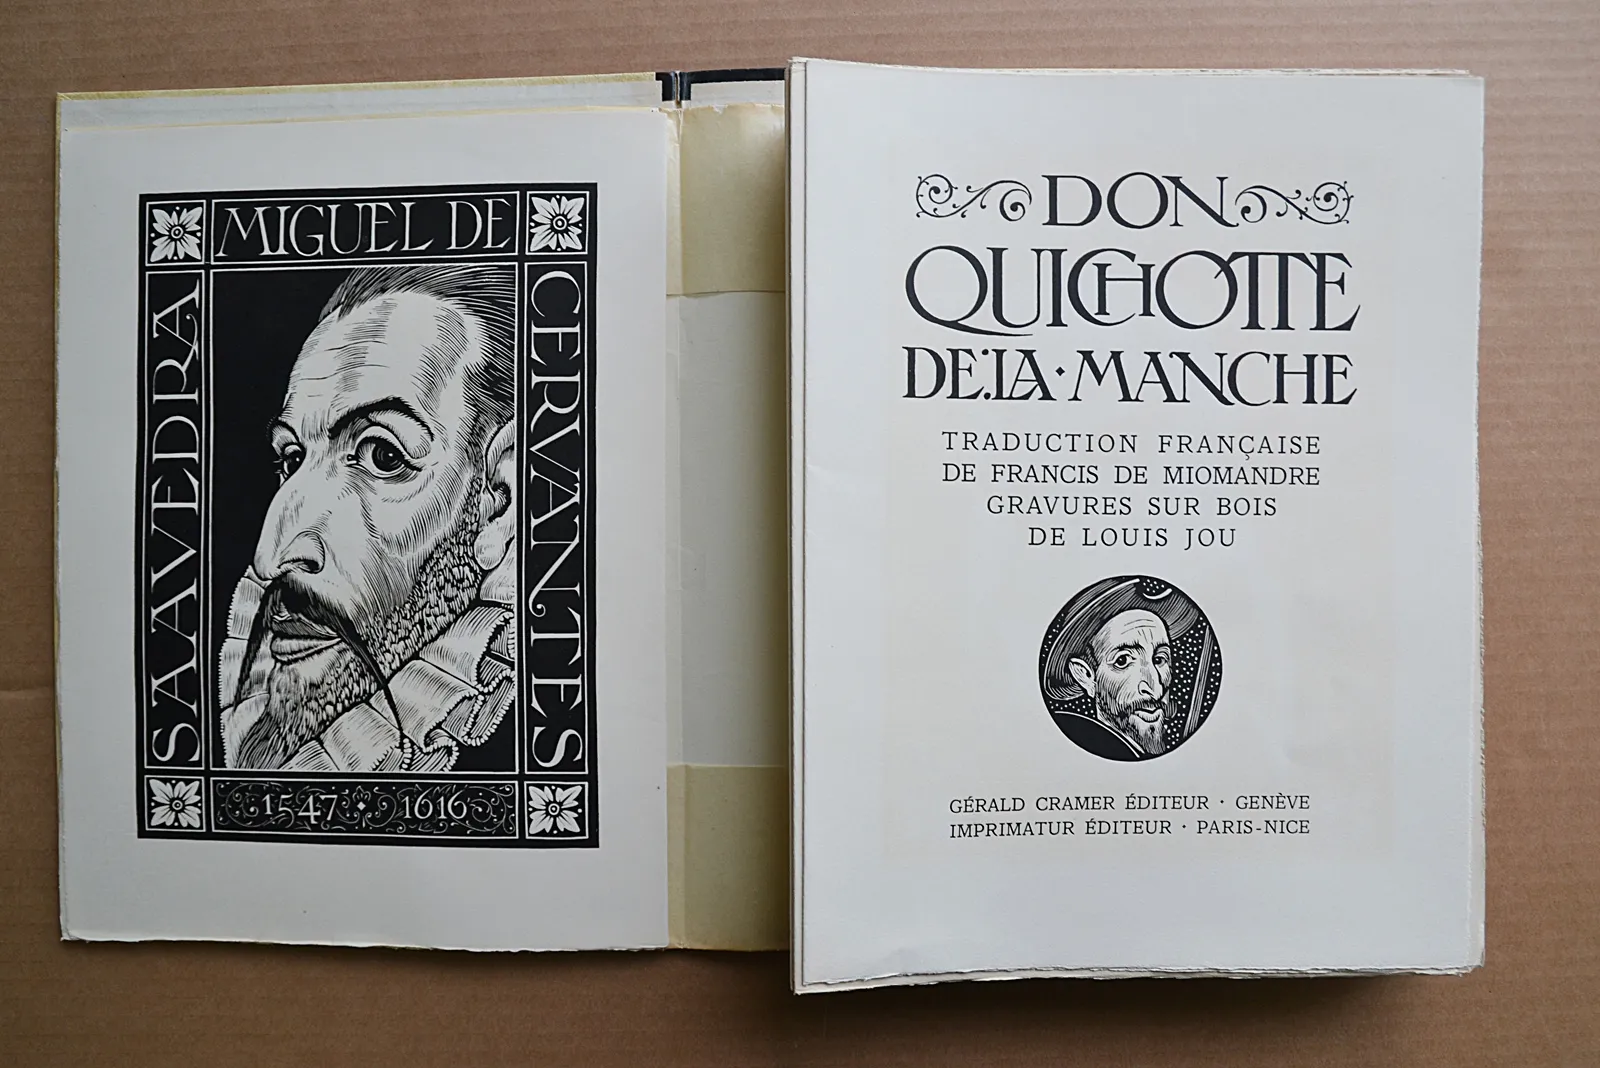 MIGUEL DE
CERVANTES
SAAVEDRA
1547 · 1616
DON
QUICHOTTE
DE·LA·MANCHE
TRADUCTION FRANÇAISE
DE FRANCIS DE MIOMANDRE
GRAVURES SUR BOIS
DE LOUIS JOU
GÉRALD CRAMER ÉDITEUR · GENÈVE
IMPRIMATUR ÉDITEUR · PARIS-NICE